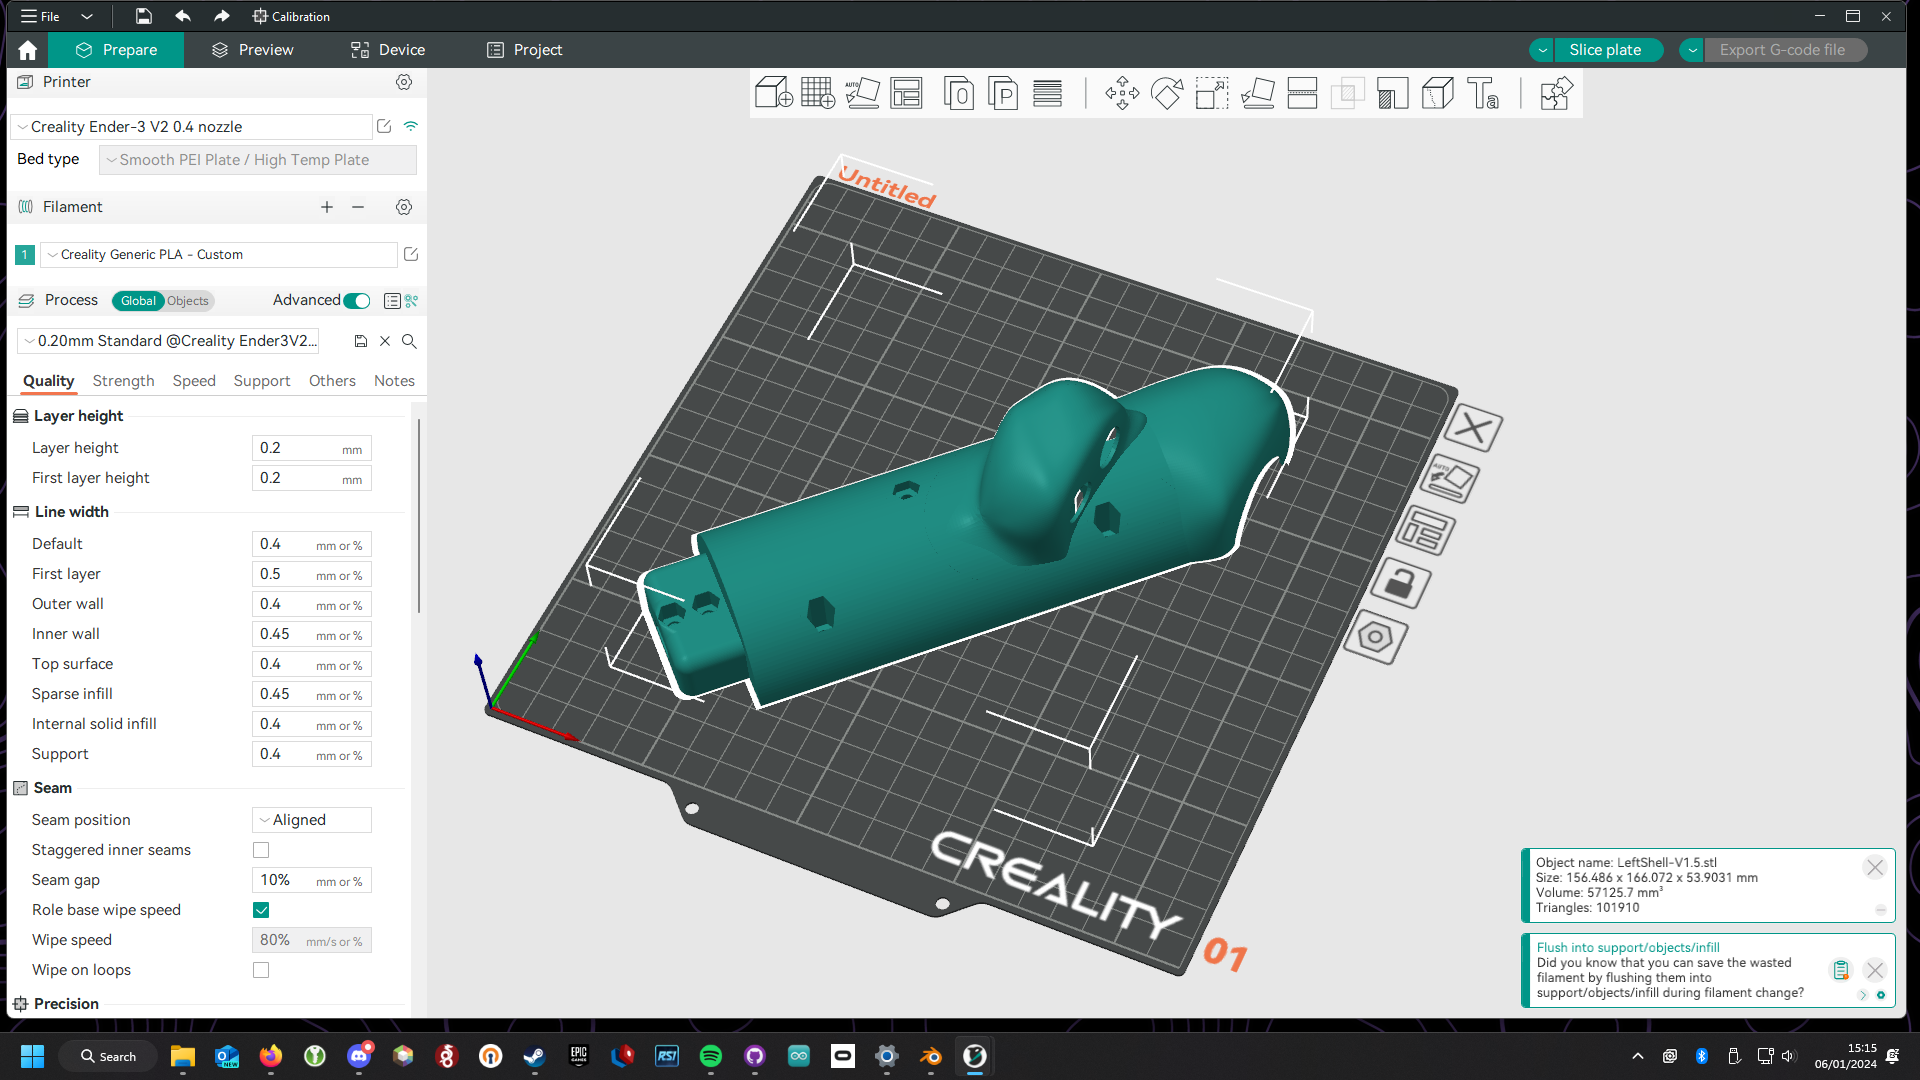 File
Calibration
Prepare
Preview
Device
Project
Slice plate
Export G-code file
Printer
Creality Ender-3 V2 0.4 nozzle
Bed type
Smooth PEI Plate / High Temp Plate
Filament
1
Creality Generic PLA - Custom
Process
Global
Objects
Advanced
0.20mm Standard @Creality Ender3V2...
Quality
Strength
Speed
Support
Others
Notes
Layer height
Layer height 0.2 mm
First layer height 0.2 mm
Line width
Default 0.4 mm or %
First layer 0.5 mm or %
Outer wall 0.4 mm or %
Inner wall 0.45 mm or %
Top surface 0.4 mm or %
Sparse infill 0.45 mm or %
Internal solid infill 0.4 mm or %
Support 0.4 mm or %
Seam
Seam position Aligned
Staggered inner seams
Seam gap 10% mm or %
Role base wipe speed
Wipe speed 80% mm/s or %
Wipe on loops
Precision
AUTO
O
P
Ta
Untitled
AUTO
CREALITY
01
Object name: LeftShell-V1.5.stl
Size: 156.486 x 166.072 x 53.9031 mm
Volume: 57125.7 mm³
Triangles: 101910
Flush into support/objects/infill
Did you know that you can save the wasted
filament by flushing them into
support/objects/infill during filament change?
Search
NEW
EPIC
GAMES
RSI
15:15
06/01/2024